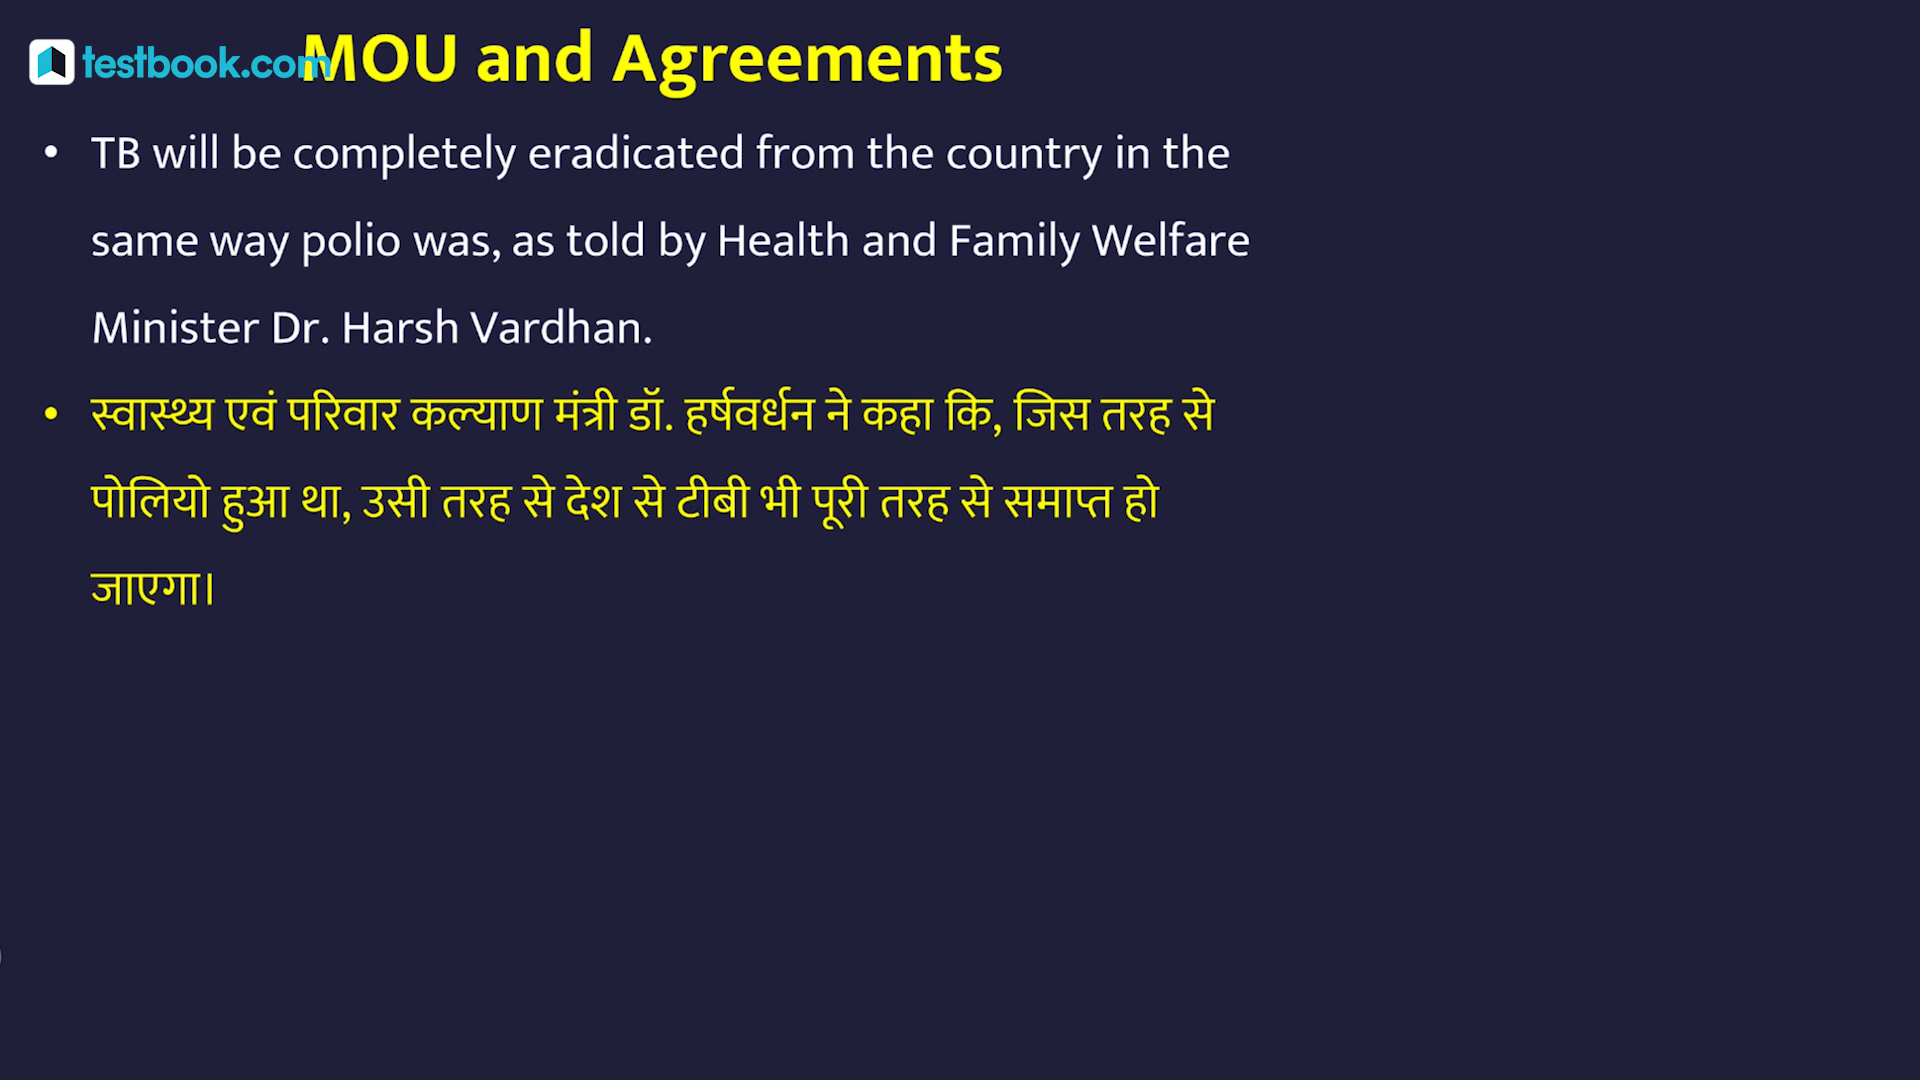 testbook.com
MOU and Agreements
• TB will be completely eradicated from the country in the
same way polio was, as told by Health and Family Welfare
Minister Dr. Harsh Vardhan.
• स्वास्थ्य एवं परिवार कल्याण मंत्री डॉ. हर्षवर्धन ने कहा कि, जिस तरह से
पोलियो हुआ था, उसी तरह से देश से टीबी भी पूरी तरह से समाप्त हो
जाएगा।